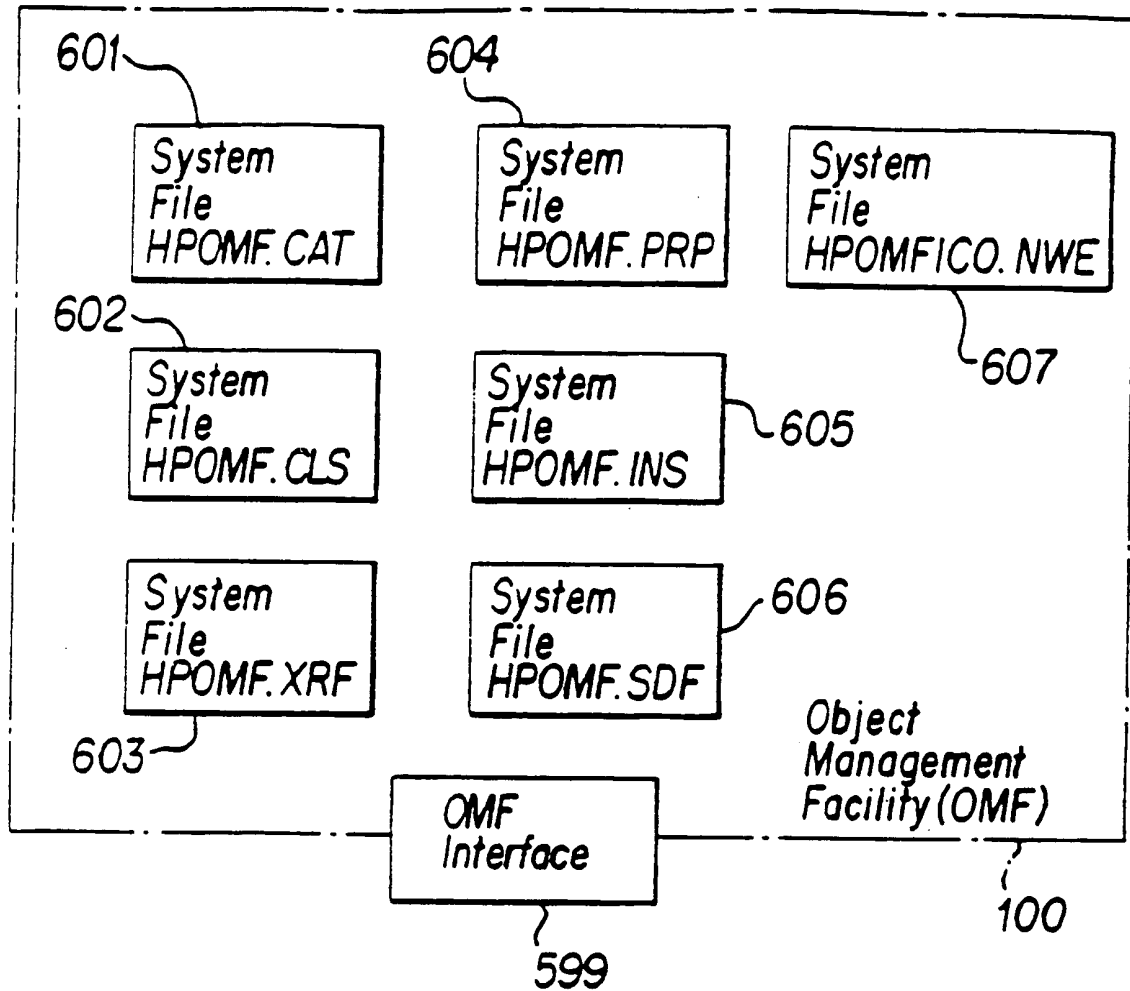 601
System
File
HPOMF.CAT
604
System
File
HPOMF.PRP
System
File
HPOMFICO.NWE
607
602
System
File
HPOMF.CLS
System
File
HPOMF.INS
605
System
File
HPOMF.XRF
603
System
File
HPOMF.SDF
606
Object
Management
Facility (OMF)
100
OMF
Interface
599